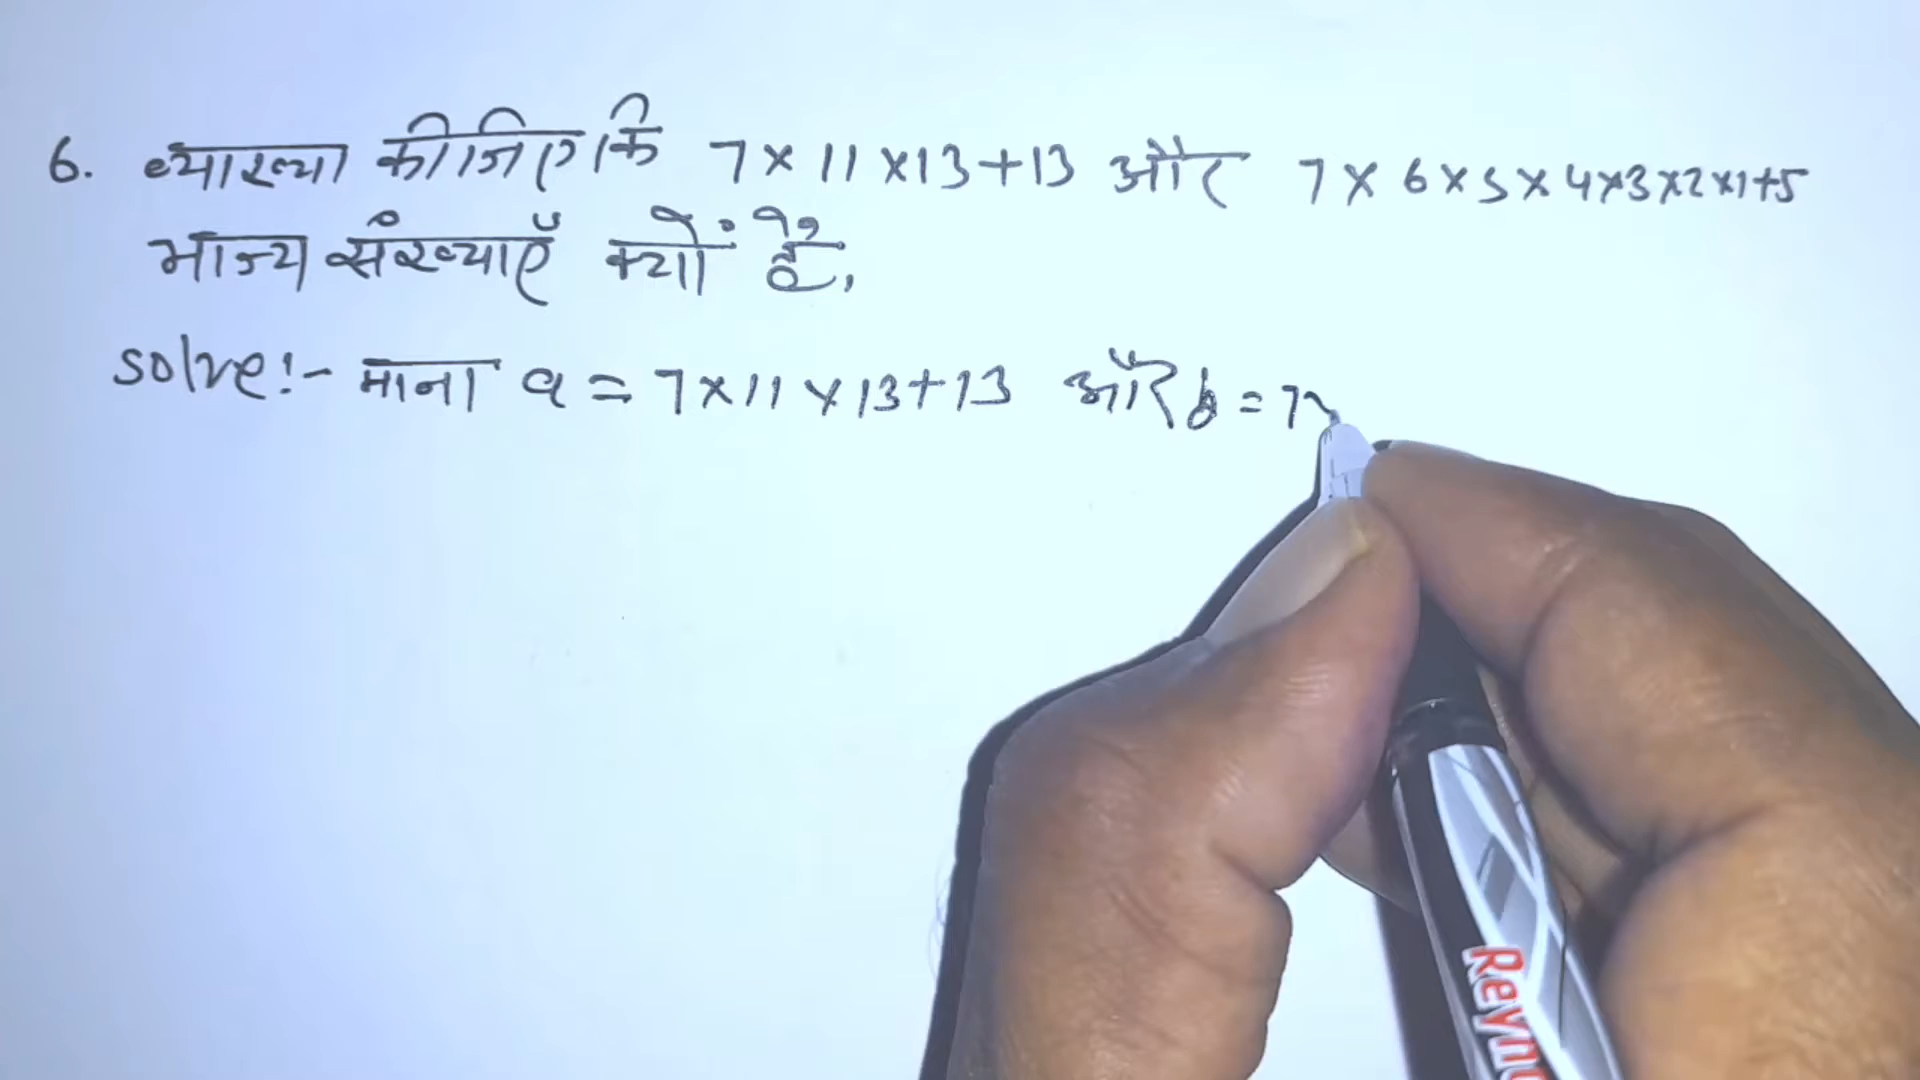 6. व्याख्या कीजिए कि 7 × 11 × 13 + 13 और 7 × 6 × 5 × 4 × 3 × 2 × 1 + 5
भाज्य संख्याएँ क्यों हैं,
solve:- माना a = 7 × 11 × 13 + 13 और b = 7×
Reyno